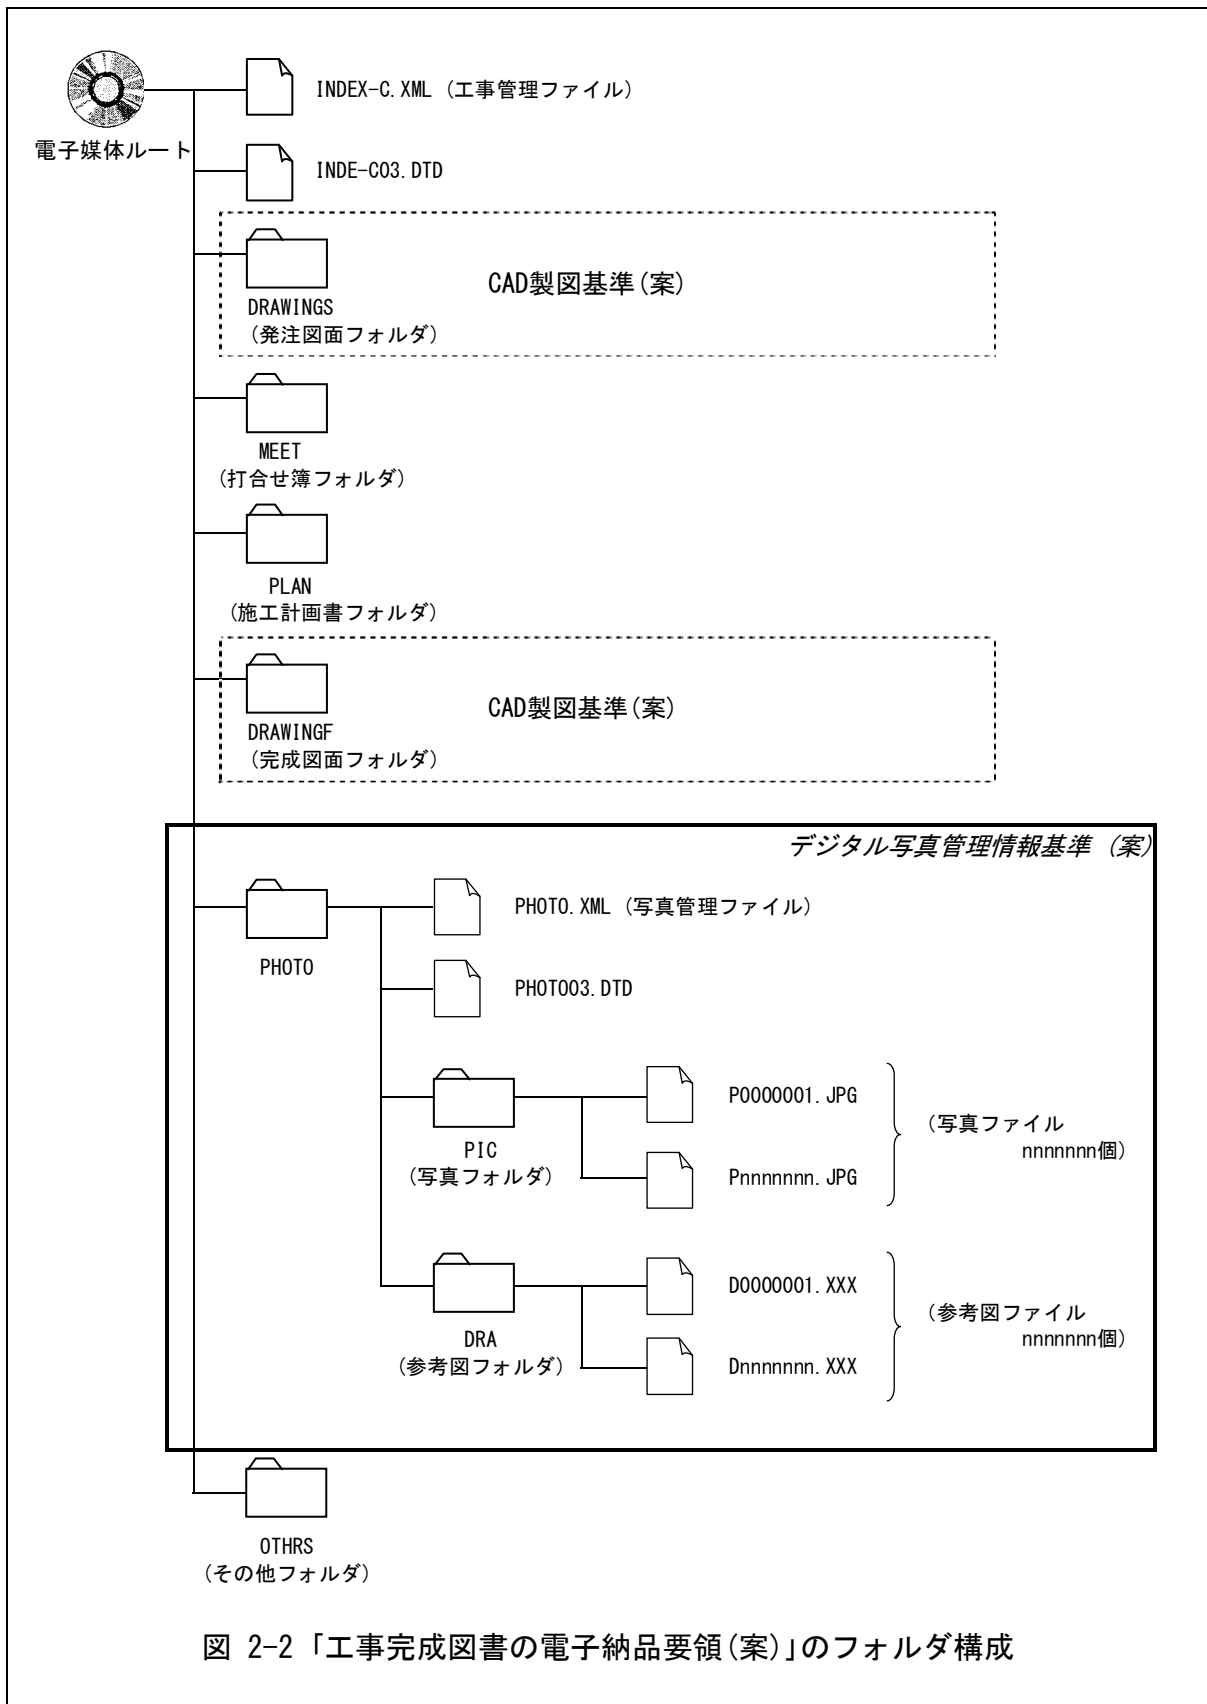 INDEX-C.XML（工事管理ファイル）
電子媒体ルート
INDE-C03.DTD
CAD製図基準(案)
DRAWINGS
（発注図面フォルダ）
MEET
（打合せ簿フォルダ）
PLAN
（施工計画書フォルダ）
CAD製図基準(案)
DRAWINGF
（完成図面フォルダ）
デジタル写真管理情報基準（案）
PHOTO.XML（写真管理ファイル）
PHOTO
PHOTO03.DTD
P0000001.JPG
（写真ファイル
nnnnnnn個）
PIC
（写真フォルダ）
Pnnnnnnn.JPG
D0000001.XXX
（参考図ファイル
nnnnnnn個）
DRA
（参考図フォルダ）
Dnnnnnnn.XXX
OTHRS
（その他フォルダ）
図 2-2「工事完成図書の電子納品要領(案)」のフォルダ構成